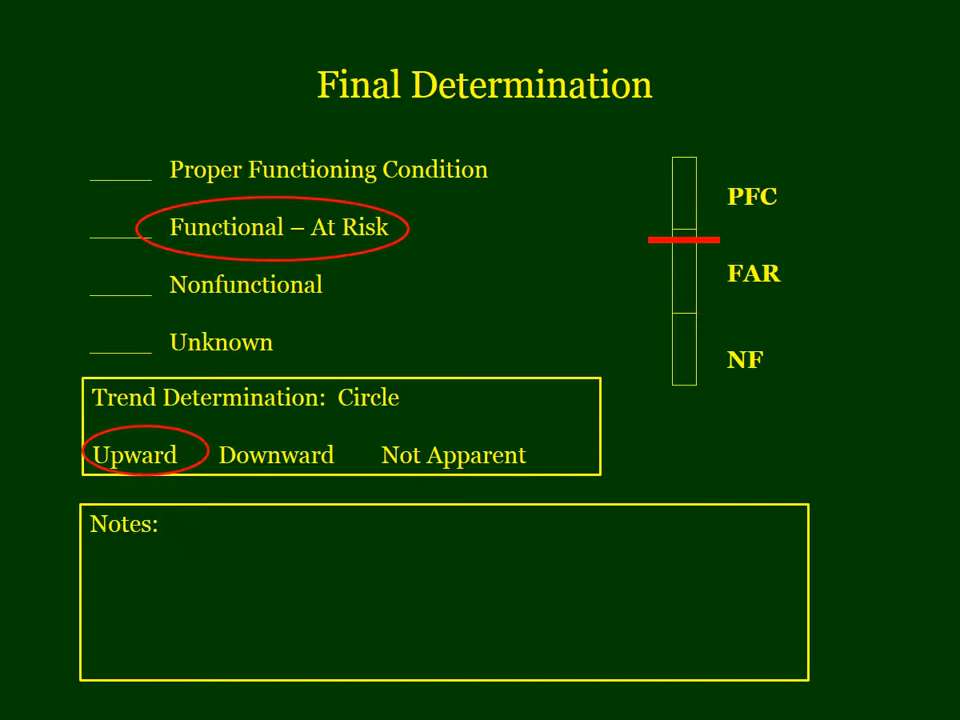 Final Determination
_____ Proper Functioning Condition
_____ Functional – At Risk
_____ Nonfunctional
_____ Unknown
PFC
FAR
NF
Trend Determination: Circle
Upward Downward Not Apparent
Notes: